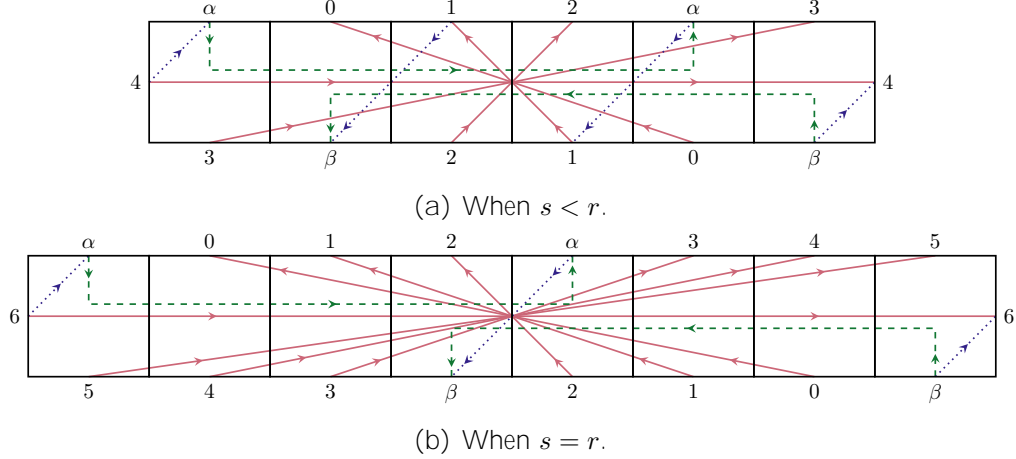 α 0 1 2 α 3
4 4
3 β 2 1 0 β
(a) When s < r.
α 0 1 2 α 3 4 5
6 6
5 4 3 β 2 1 0 β
(b) When s = r.